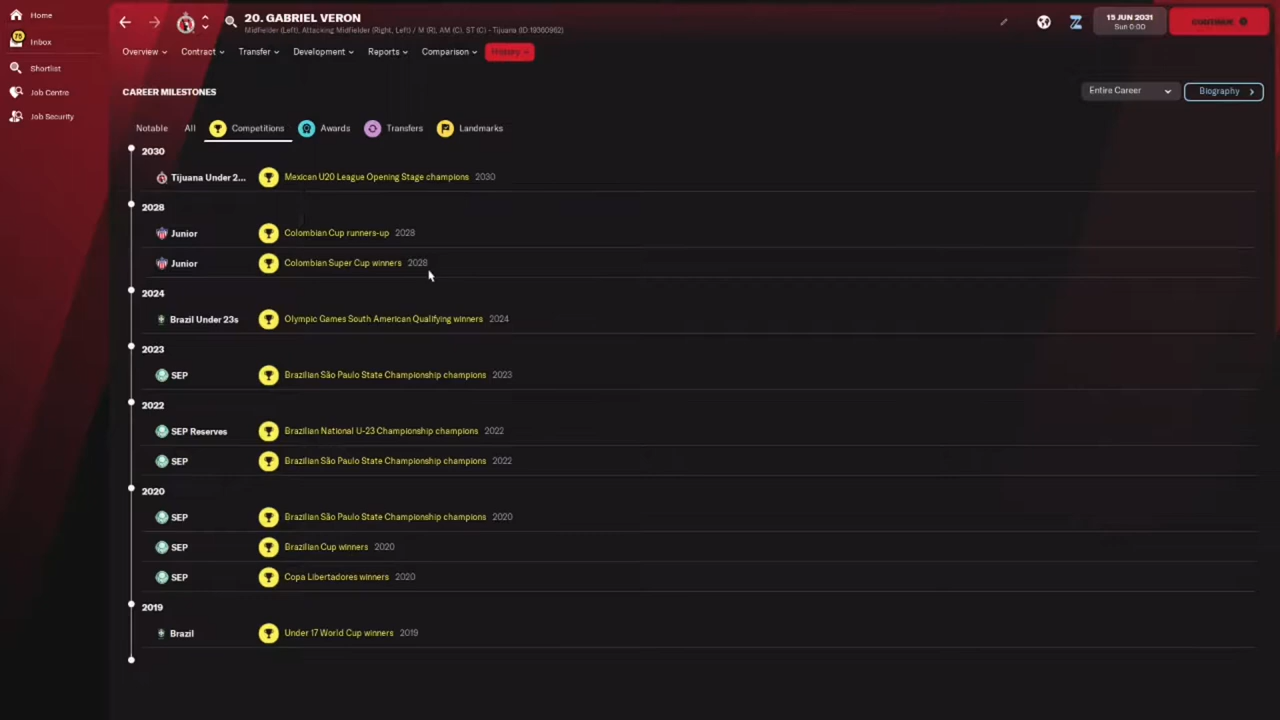 Home
20. GABRIEL VERON
Midfielder (Left), Attacking Midfielder (Right, Left) / M (R), AM (C), ST (C) - Tijuana (ID:19360962)
15 JUN 2031
Sun 0:00
CONTINUE
75
Inbox
Overview
Contract
Transfer
Development
Reports
Comparison
History
Shortlist
Job Centre
Job Security
CAREER MILESTONES
Entire Career
Biography
Notable
All
Competitions
Awards
Transfers
Landmarks
2030
Tijuana Under 2... Mexican U20 League Opening Stage champions 2030
2028
Junior Colombian Cup runners-up 2028
Junior Colombian Super Cup winners 2028
2024
Brazil Under 23s Olympic Games South American Qualifying winners 2024
2023
SEP Brazilian São Paulo State Championship champions 2023
2022
SEP Reserves Brazilian National U-23 Championship champions 2022
SEP Brazilian São Paulo State Championship champions 2022
2020
SEP Brazilian São Paulo State Championship champions 2020
SEP Brazilian Cup winners 2020
SEP Copa Libertadores winners 2020
2019
Brazil Under 17 World Cup winners 2019